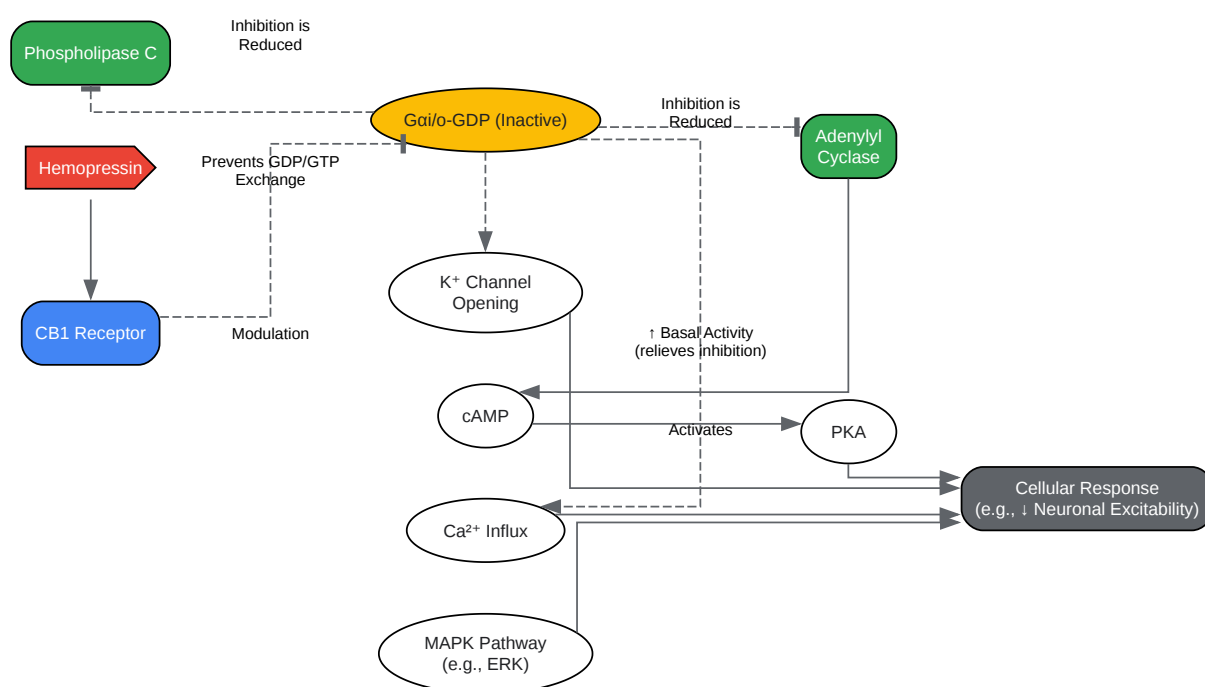 Inhibition is
Reduced
Phospholipase C
Gαi/o-GDP (Inactive)
Inhibition is
Reduced
Adenylyl
Cyclase
Hemopressin
Prevents GDP/GTP
Exchange
K⁺ Channel
Opening
CB1 Receptor
Modulation
↑ Basal Activity
(relieves inhibition)
cAMP
Activates
PKA
Cellular Response
(e.g., ↓ Neuronal Excitability)
Ca²⁺ Influx
MAPK Pathway
(e.g., ERK)